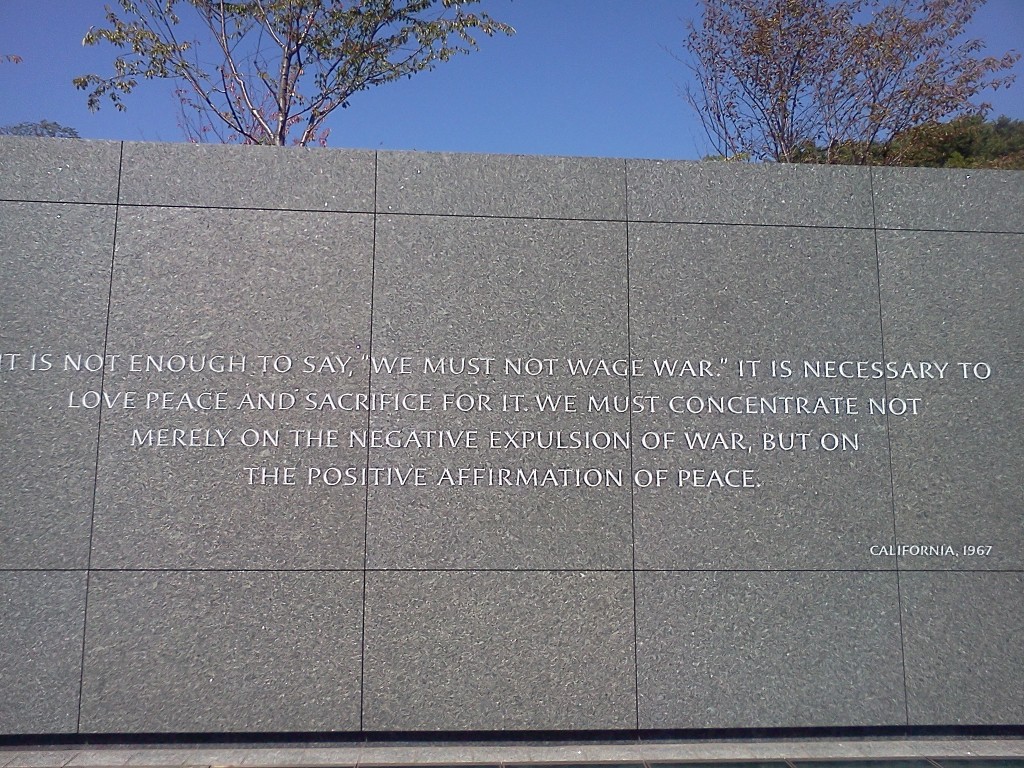 IT IS NOT ENOUGH TO SAY, "WE MUST NOT WAGE WAR." IT IS NECESSARY TO
LOVE PEACE AND SACRIFICE FOR IT. WE MUST CONCENTRATE NOT
MERELY ON THE NEGATIVE EXPULSION OF WAR, BUT ON
THE POSITIVE AFFIRMATION OF PEACE.
CALIFORNIA, 1967